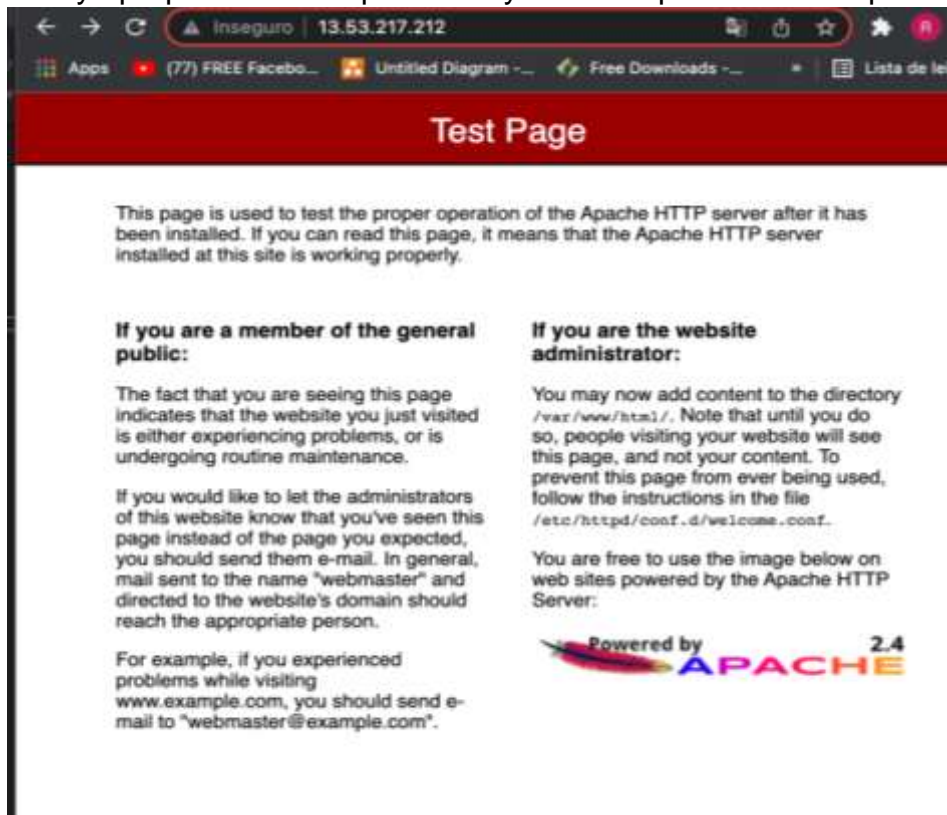 Inseguro 13.53.217.212
Apps (77) FREE Facebo... Untitled Diagram -... Free Downloads -... Lista de
Test Page
This page is used to test the proper operation of the Apache HTTP server after it has
been installed. If you can read this page, it means that the Apache HTTP server
installed at this site is working properly.
If you are a member of the general
public:
The fact that you are seeing this page
indicates that the website you just visited
is either experiencing problems, or is
undergoing routine maintenance.
If you would like to let the administrators
of this website know that you've seen this
page instead of the page you expected,
you should send them e-mail. In general,
mail sent to the name "webmaster" and
directed to the website's domain should
reach the appropriate person.
For example, if you experienced
problems while visiting
www.example.com, you should send e-
mail to "webmaster@example.com".
If you are the website
administrator:
You may now add content to the directory
/var/www/html/. Note that until you do
so, people visiting your website will see
this page, and not your content. To
prevent this page from ever being used,
follow the instructions in the file
/etc/httpd/conf.d/welcome.conf.
You are free to use the image below on
web sites powered by the Apache HTTP
Server:
Powered by 2.4
APACHE